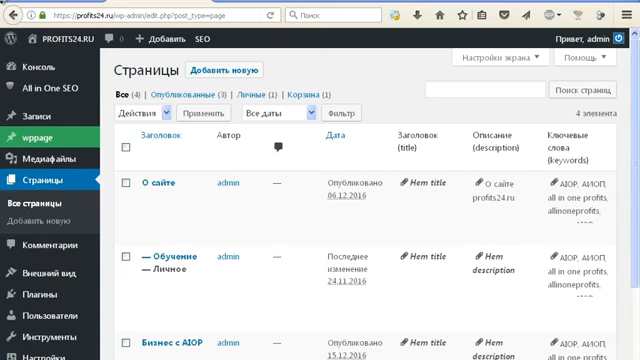 https://profits24.ru/wp-admin/edit.php?post_type=page
Поиск
PROFITS24.RU 0 + Добавить SEO Привет, admin
Консоль
All in One SEO
Записи
wppage
Медиафайлы
Страницы
Все страницы
Добавить новую
Комментарии
Внешний вид
Плагины
Пользователи
Инструменты
Настройки
Настройки экрана Помощь
Страницы Добавить новую
Все (4) | Опубликованные (3) | Личные (1) | Корзина (1)
Поиск страниц
Действия Применить Все даты Фильтр 4 элемента
Заголовок Автор Дата Заголовок (title) Описание (description) Ключевые слова (keywords)
О сайте admin — Опубликовано 06.12.2016 Нет title О сайте profits24.ru AIOP, АИОП, all in one profits, allinoneprofits,
— Обучение — Личное admin — Последнее изменение 24.11.2016 Нет title Нет description AIOP, АИОП, all in one profits, allinoneprofits,
Бизнес с AIOP admin — Опубликовано 15.12.2016 Нет title Нет description AIOP, АИОП, all in one